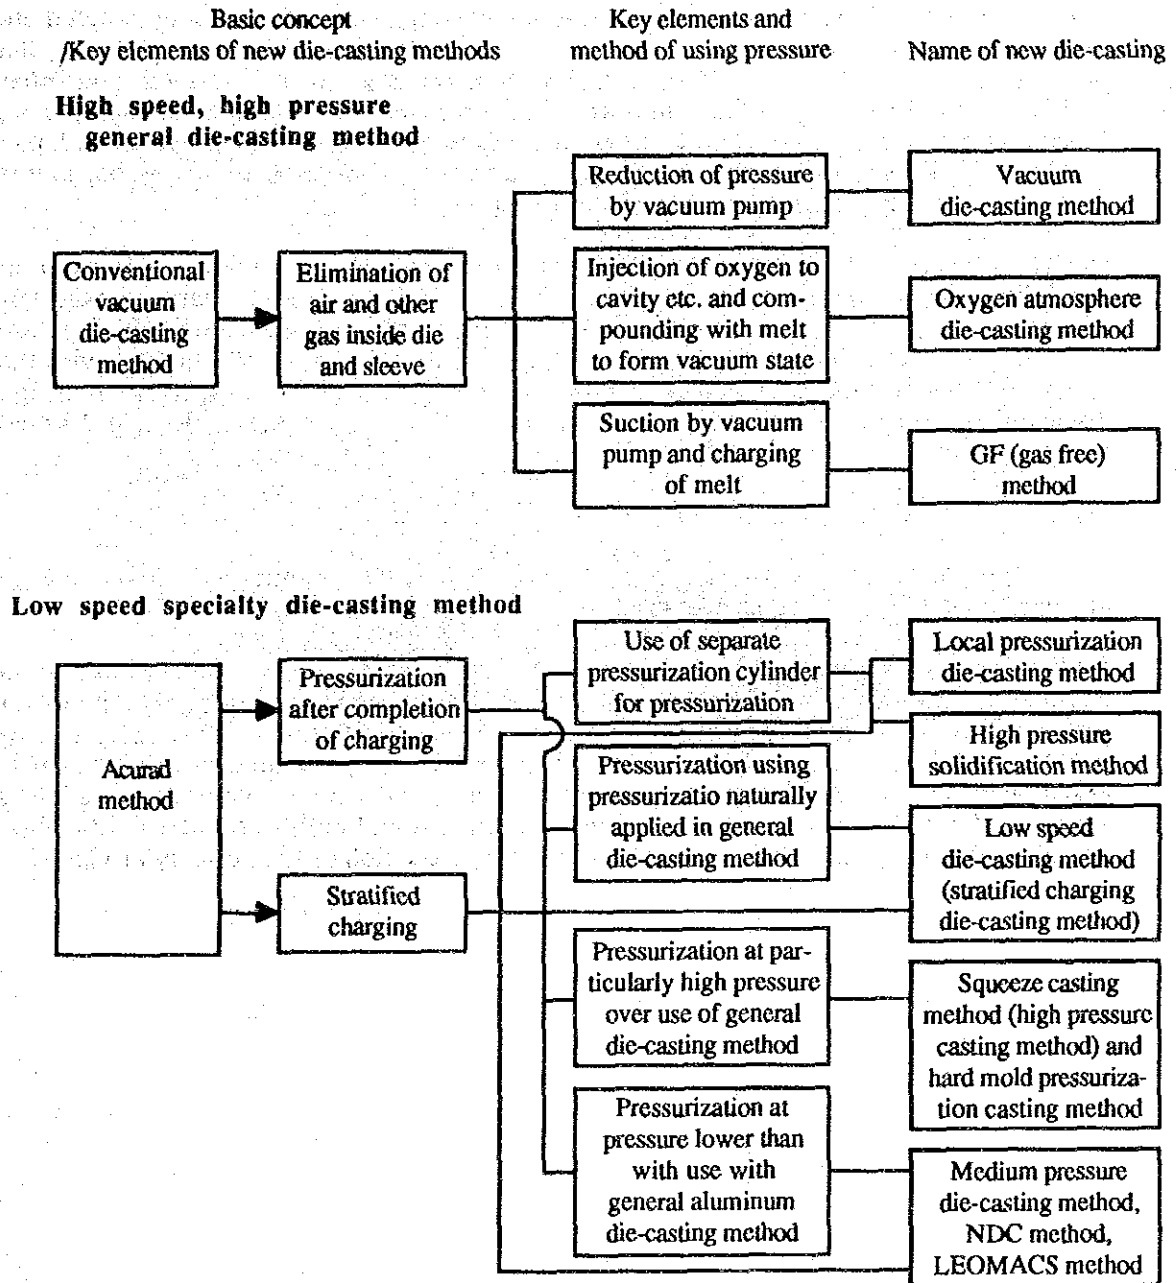 Basic concept
/Key elements of new die-casting methods
Key elements and
method of using pressure
Name of new die-casting
High speed, high pressure
general die-casting method
Conventional
vacuum
die-casting
method
Elimination of
air and other
gas inside die
and sleeve
Reduction of pressure
by vacuum pump
Vacuum
die-casting method
Injection of oxygen to
cavity etc. and com-
pounding with melt
to form vacuum state
Oxygen atmosphere
die-casting method
Suction by vacuum
pump and charging
of melt
GF (gas free)
method
Low speed specialty die-casting method
Acurad
method
Pressurization
after completion
of charging
Stratified
charging
Use of separate
pressurization cylinder
for pressurization
Pressurization using
pressurizatio naturally
applied in general
die-casting method
Pressurization at par-
ticularly high pressure
over use of general
die-casting method
Pressurization at
pressure lower than
with use with
general aluminum
die-casting method
Local pressurization
die-casting method
High pressure
solidification method
Low speed
die-casting method
(stratified charging
die-casting method)
Squeeze casting
method (high pressure
casting method) and
hard mold pressuriza-
tion casting method
Medium pressure
die-casting method,
NDC method,
LEOMACS method